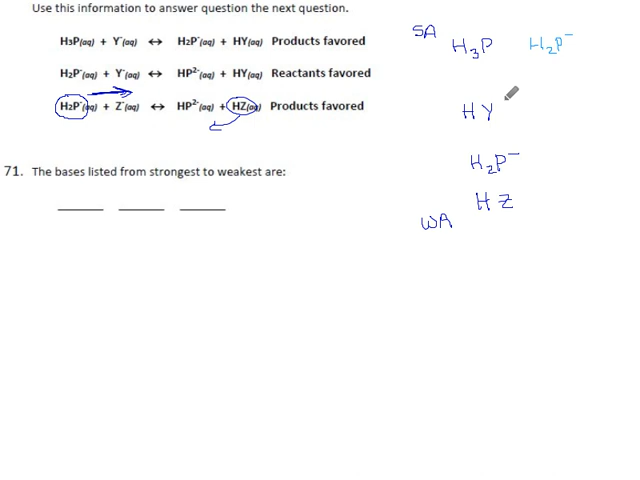 Use this information to answer question the next question.
H3P(aq) + Y⁻(aq) ↔ H2P⁻(aq) + HY(aq) Products favored
H2P⁻(aq) + Y⁻(aq) ↔ HP²⁻(aq) + HY(aq) Reactants favored
H2P⁻(aq) + Z⁻(aq) ↔ HP²⁻(aq) + HZ(aq) Products favored
71. The bases listed from strongest to weakest are:
SA
H₃P H₂P⁻
HY
H₂P⁻
HZ
WA